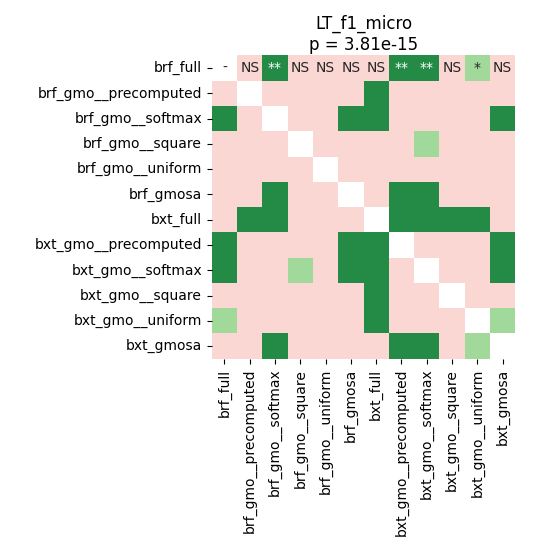 LT_f1_micro
p = 3.81e-15
brf_full - NS ** NS NS NS NS ** ** NS * NS
brf_gmo__precomputed
brf_gmo__softmax
brf_gmo__square
brf_gmo__uniform
brf_gmosa
bxt_full
bxt_gmo__precomputed
bxt_gmo__softmax
bxt_gmo__square
bxt_gmo__uniform
bxt_gmosa
brf_full
brf_gmo__precomputed
brf_gmo__softmax
brf_gmo__square
brf_gmo__uniform
brf_gmosa
bxt_full
bxt_gmo__precomputed
bxt_gmo__softmax
bxt_gmo__square
bxt_gmo__uniform
bxt_gmosa